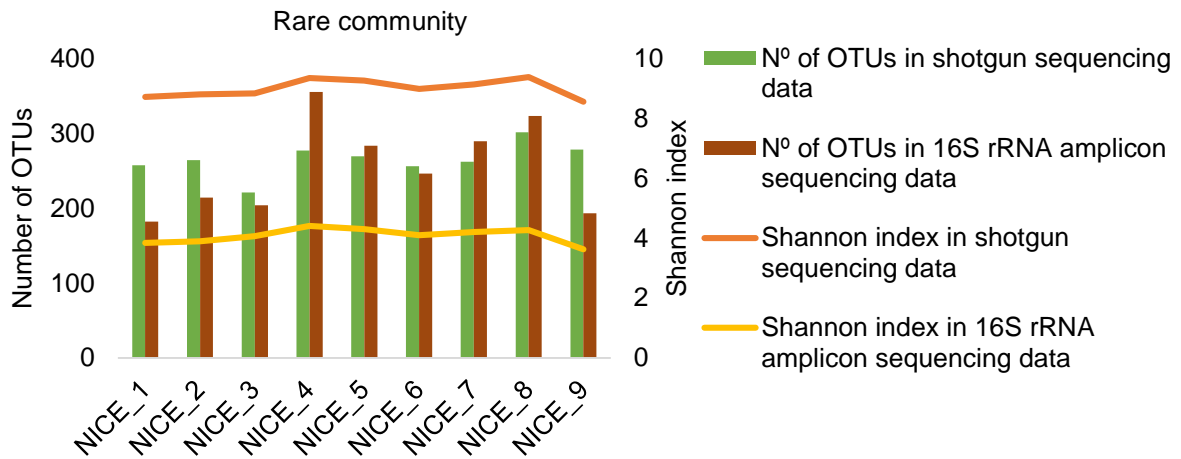 Rare community
Number of OTUs
400
300
200
100
0
Shannon index
10
8
6
4
2
0
NICE_1
NICE_2
NICE_3
NICE_4
NICE_5
NICE_6
NICE_7
NICE_8
NICE_9
Nº of OTUs in shotgun sequencing
data
Nº of OTUs in 16S rRNA amplicon
sequencing data
Shannon index in shotgun
sequencing data
Shannon index in 16S rRNA
amplicon sequencing data